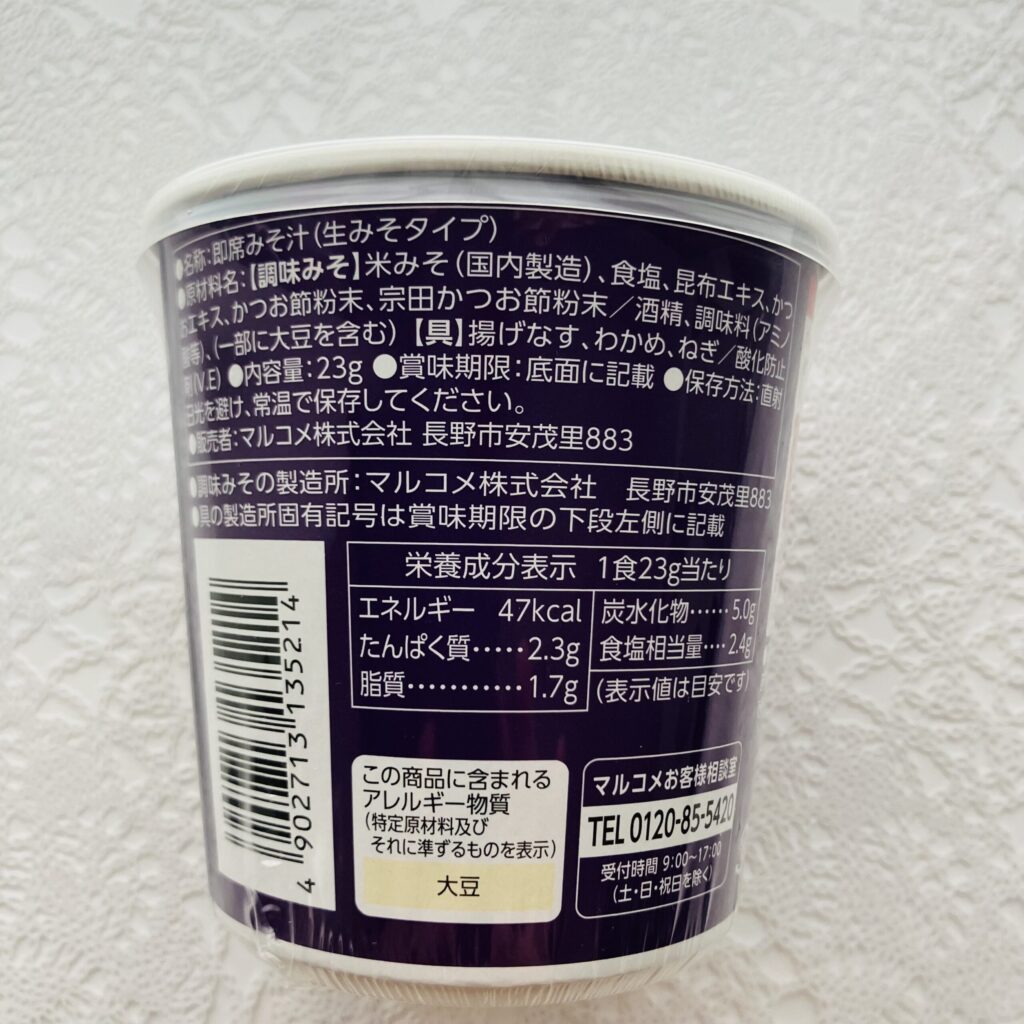 ●名称:即席みそ汁(生みそタイプ)
●原材料名:【調味みそ】米みそ(国内製造)、食塩、昆布エキス、かつ
おエキス、かつお節粉末、宗田かつお節粉末/酒精、調味料(アミノ
酸等)、(一部に大豆を含む)【具】揚げなす、わかめ、ねぎ/酸化防止
剤(V.E) ●内容量:23g ●賞味期限:底面に記載 ●保存方法:直射
日光を避け、常温で保存してください。
●販売者:マルコメ株式会社 長野市安茂里883
●調味みその製造所:マルコメ株式会社 長野市安茂里883
●具の製造所固有記号は賞味期限の下段左側に記載
栄養成分表示 1食23g当たり
エネルギー 47kcal
たんぱく質・・・・・2.3g
脂質・・・・・・・・・・・1.7g
炭水化物・・・・・・5.0g
食塩相当量・・・・2.4g
(表示値は目安です)
4 902713 135214
この商品に含まれる
アレルギー物質
(特定原材料及び
それに準ずるものを表示)
大豆
マルコメお客様相談室
TEL 0120-85-5420
受付時間 9:00~17:00
(土・日・祝日を除く)